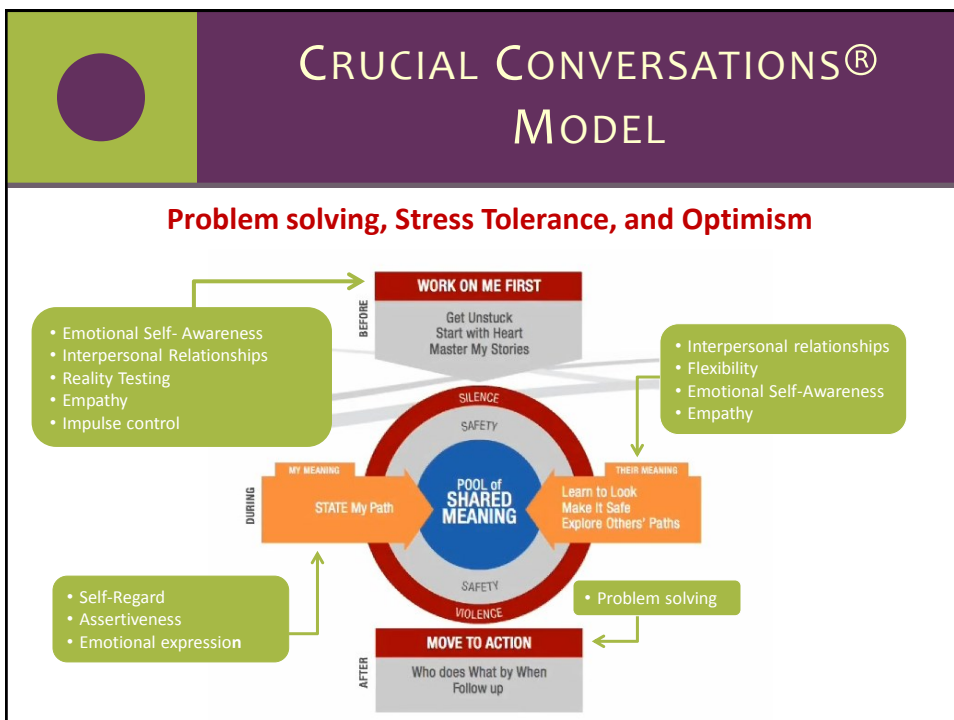 CRUCIAL CONVERSATIONS®
MODEL
Problem solving, Stress Tolerance, and Optimism
BEFORE
WORK ON ME FIRST
Get Unstuck
Start with Heart
Master My Stories
• Emotional Self- Awareness
• Interpersonal Relationships
• Reality Testing
• Empathy
• Impulse control
• Interpersonal relationships
• Flexibility
• Emotional Self-Awareness
• Empathy
SILENCE
SAFETY
DURING
MY MEANING
STATE My Path
POOL of
SHARED
MEANING
THEIR MEANING
Learn to Look
Make It Safe
Explore Others' Paths
SAFETY
VIOLENCE
• Self-Regard
• Assertiveness
• Emotional expression
• Problem solving
AFTER
MOVE TO ACTION
Who does What by When
Follow up